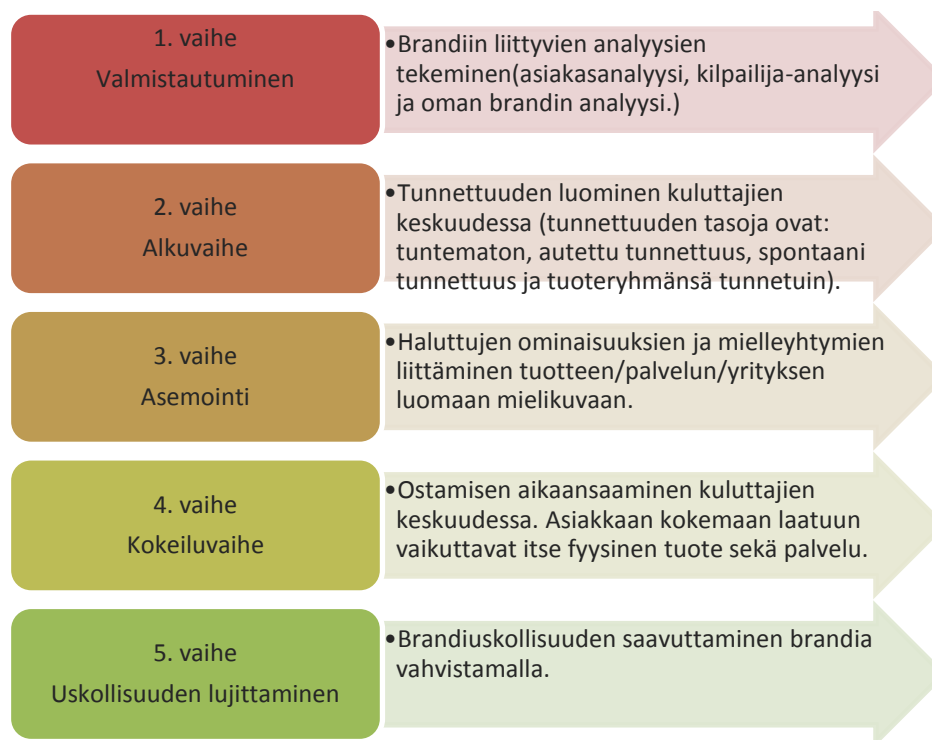 1. vaihe
Valmistautuminen
•Brandiin liittyvien analyysien
tekeminen(asiakasanalyysi, kilpailija-analyysi
ja oman brandin analyysi.)
2. vaihe
Alkuvaihe
•Tunnettuuden luominen kuluttajien
keskuudessa (tunnettuuden tasoja ovat:
tuntematon, autettu tunnettuus, spontaani
tunnettuus ja tuoteryhmänsä tunnetuin).
3. vaihe
Asemointi
•Haluttujen ominaisuuksien ja mielleyhtymien
liittäminen tuotteen/palvelun/yrityksen
luomaan mielikuvaan.
4. vaihe
Kokeiluvaihe
•Ostamisen aikaansaaminen kuluttajien
keskuudessa. Asiakkaan kokemaan laatuun
vaikuttavat itse fyysinen tuote sekä palvelu.
5. vaihe
Uskollisuuden lujittaminen
•Brandiuskollisuuden saavuttaminen brandia
vahvistamalla.